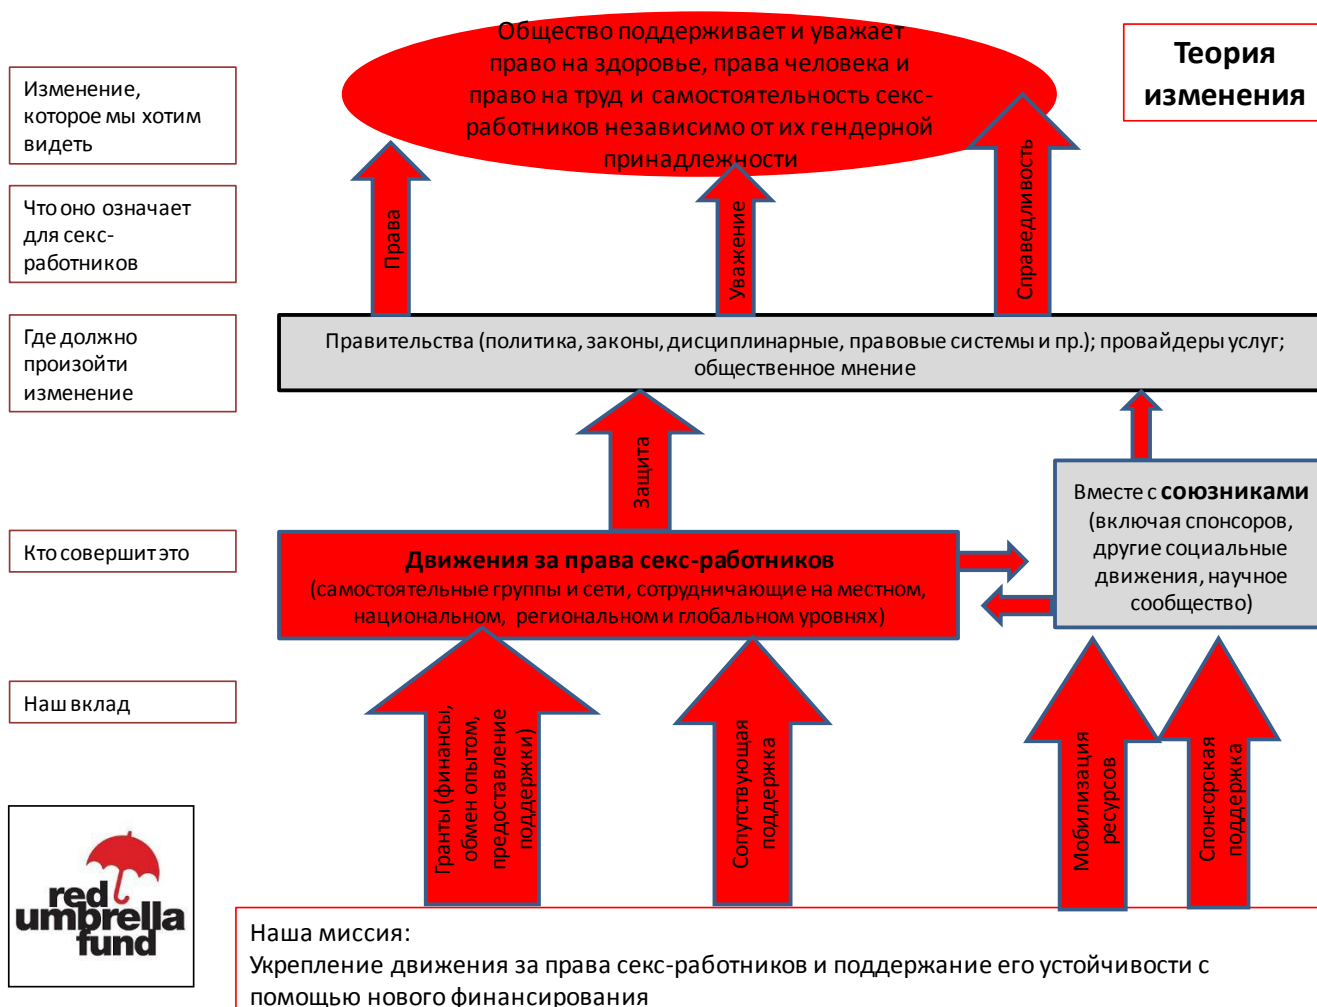 Теория
изменения
Общество поддерживает и уважает
право на здоровье, права человека и
право на труд и самостоятельность секс-
работников независимо от их гендерной
принадлежности
Изменение,
которое мы хотим
видеть
Что оно означает
для секс-
работников
Права
Уважение
Справедливость
Где должно
произойти
изменение
Правительства (политика, законы, дисциплинарные, правовые системы и пр.); провайдеры услуг;
общественное мнение
Защита
Вместе с союзниками
(включая спонсоров,
другие социальные
движения, научное
сообщество)
Кто совершит это
Движения за права секс-работников
(самостоятельные группы и сети, сотрудничающие на местном,
национальном, региональном и глобальном уровнях)
Наш вклад
Гранты (финансы,
обмен опытом,
предоставление
поддержки)
Сопутствующая
поддержка
Мобилизация
ресурсов
Спонсорская
поддержка
red
umbrella
fund
Наша миссия:
Укрепление движения за права секс-работников и поддержание его устойчивости с
помощью нового финансирования